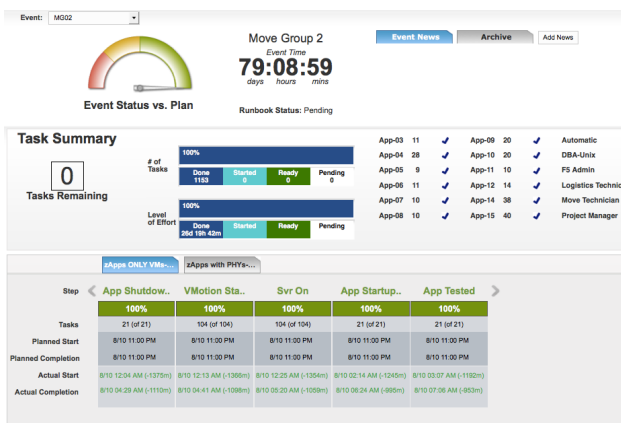 Event: MG02
Move Group 2
Event Time
79:08:59
days hours mins
Runbook Status: Pending
Event Status vs. Plan
Event News
Archive
Add News
Task Summary
0
Tasks Remaining
# of Tasks
100%
Done 1153
Started 0
Ready 0
Pending 0
Level of Effort
100%
Done 26d 19h 42m
Started
Ready
Pending
App-03 11
App-04 28
App-05 9
App-06 11
App-07 10
App-08 10
App-09 20
App-10 20
App-11 10
App-12 14
App-14 38
App-15 40
Automatic
DBA-Unix
F5 Admin
Logistics Technic
Move Technician
Project Manager
zApps ONLY VMs-...
zApps with PHYs-...
Step App Shutdow.. VMotion Sta.. Svr On App Startup.. App Tested
100% 100% 100% 100% 100%
Tasks 21 (of 21) 104 (of 104) 104 (of 104) 21 (of 21) 21 (of 21)
Planned Start 8/10 11:00 PM 8/10 11:00 PM 8/10 11:00 PM 8/10 11:00 PM 8/10 11:00 PM
Planned Completion 8/10 11:00 PM 8/10 11:00 PM 8/10 11:00 PM 8/10 11:00 PM 8/10 11:00 PM
Actual Start 8/10 12:04 AM (-1375m) 8/10 12:13 AM (-1366m) 8/10 12:25 AM (-1354m) 8/10 02:14 AM (-1245m) 8/10 03:07 AM (-1192m)
Actual Completion 8/10 04:29 AM (-1110m) 8/10 04:41 AM (-1098m) 8/10 05:20 AM (-1059m) 8/10 06:24 AM (-995m) 8/10 07:06 AM (-953m)